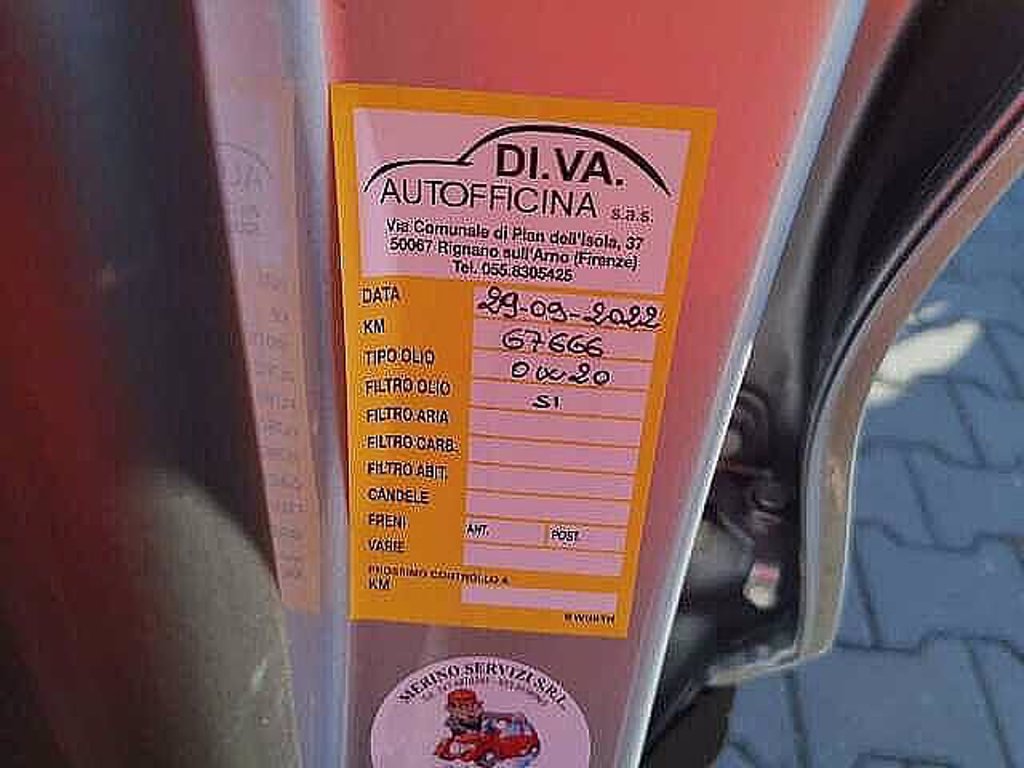 DI.VA.
AUTOFFICINA s.a.s.
Via Comunale di Pian dell'Isola, 37
50067 Rignano sull'Arno (Firenze)
Tel. 055.8305425
DATA 29-09-2022
KM 67666
TIPO OLIO 0W20
FILTRO OLIO SI
FILTRO ARIA
FILTRO CARB.
FILTRO ABIT.
CANDELE
FRENI ANT. POST.
VARIE
PROSSIMO CONTROLLO A
KM
WÜRTH
MERISO SERVIZI S.R.L.